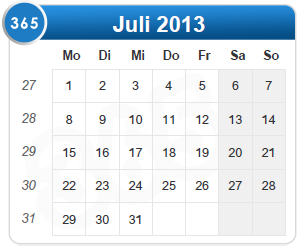 365 Juli 2013
Mo Di Mi Do Fr Sa So
27 1 2 3 4 5 6 7
28 8 9 10 11 12 13 14
29 15 16 17 18 19 20 21
30 22 23 24 25 26 27 28
31 29 30 31